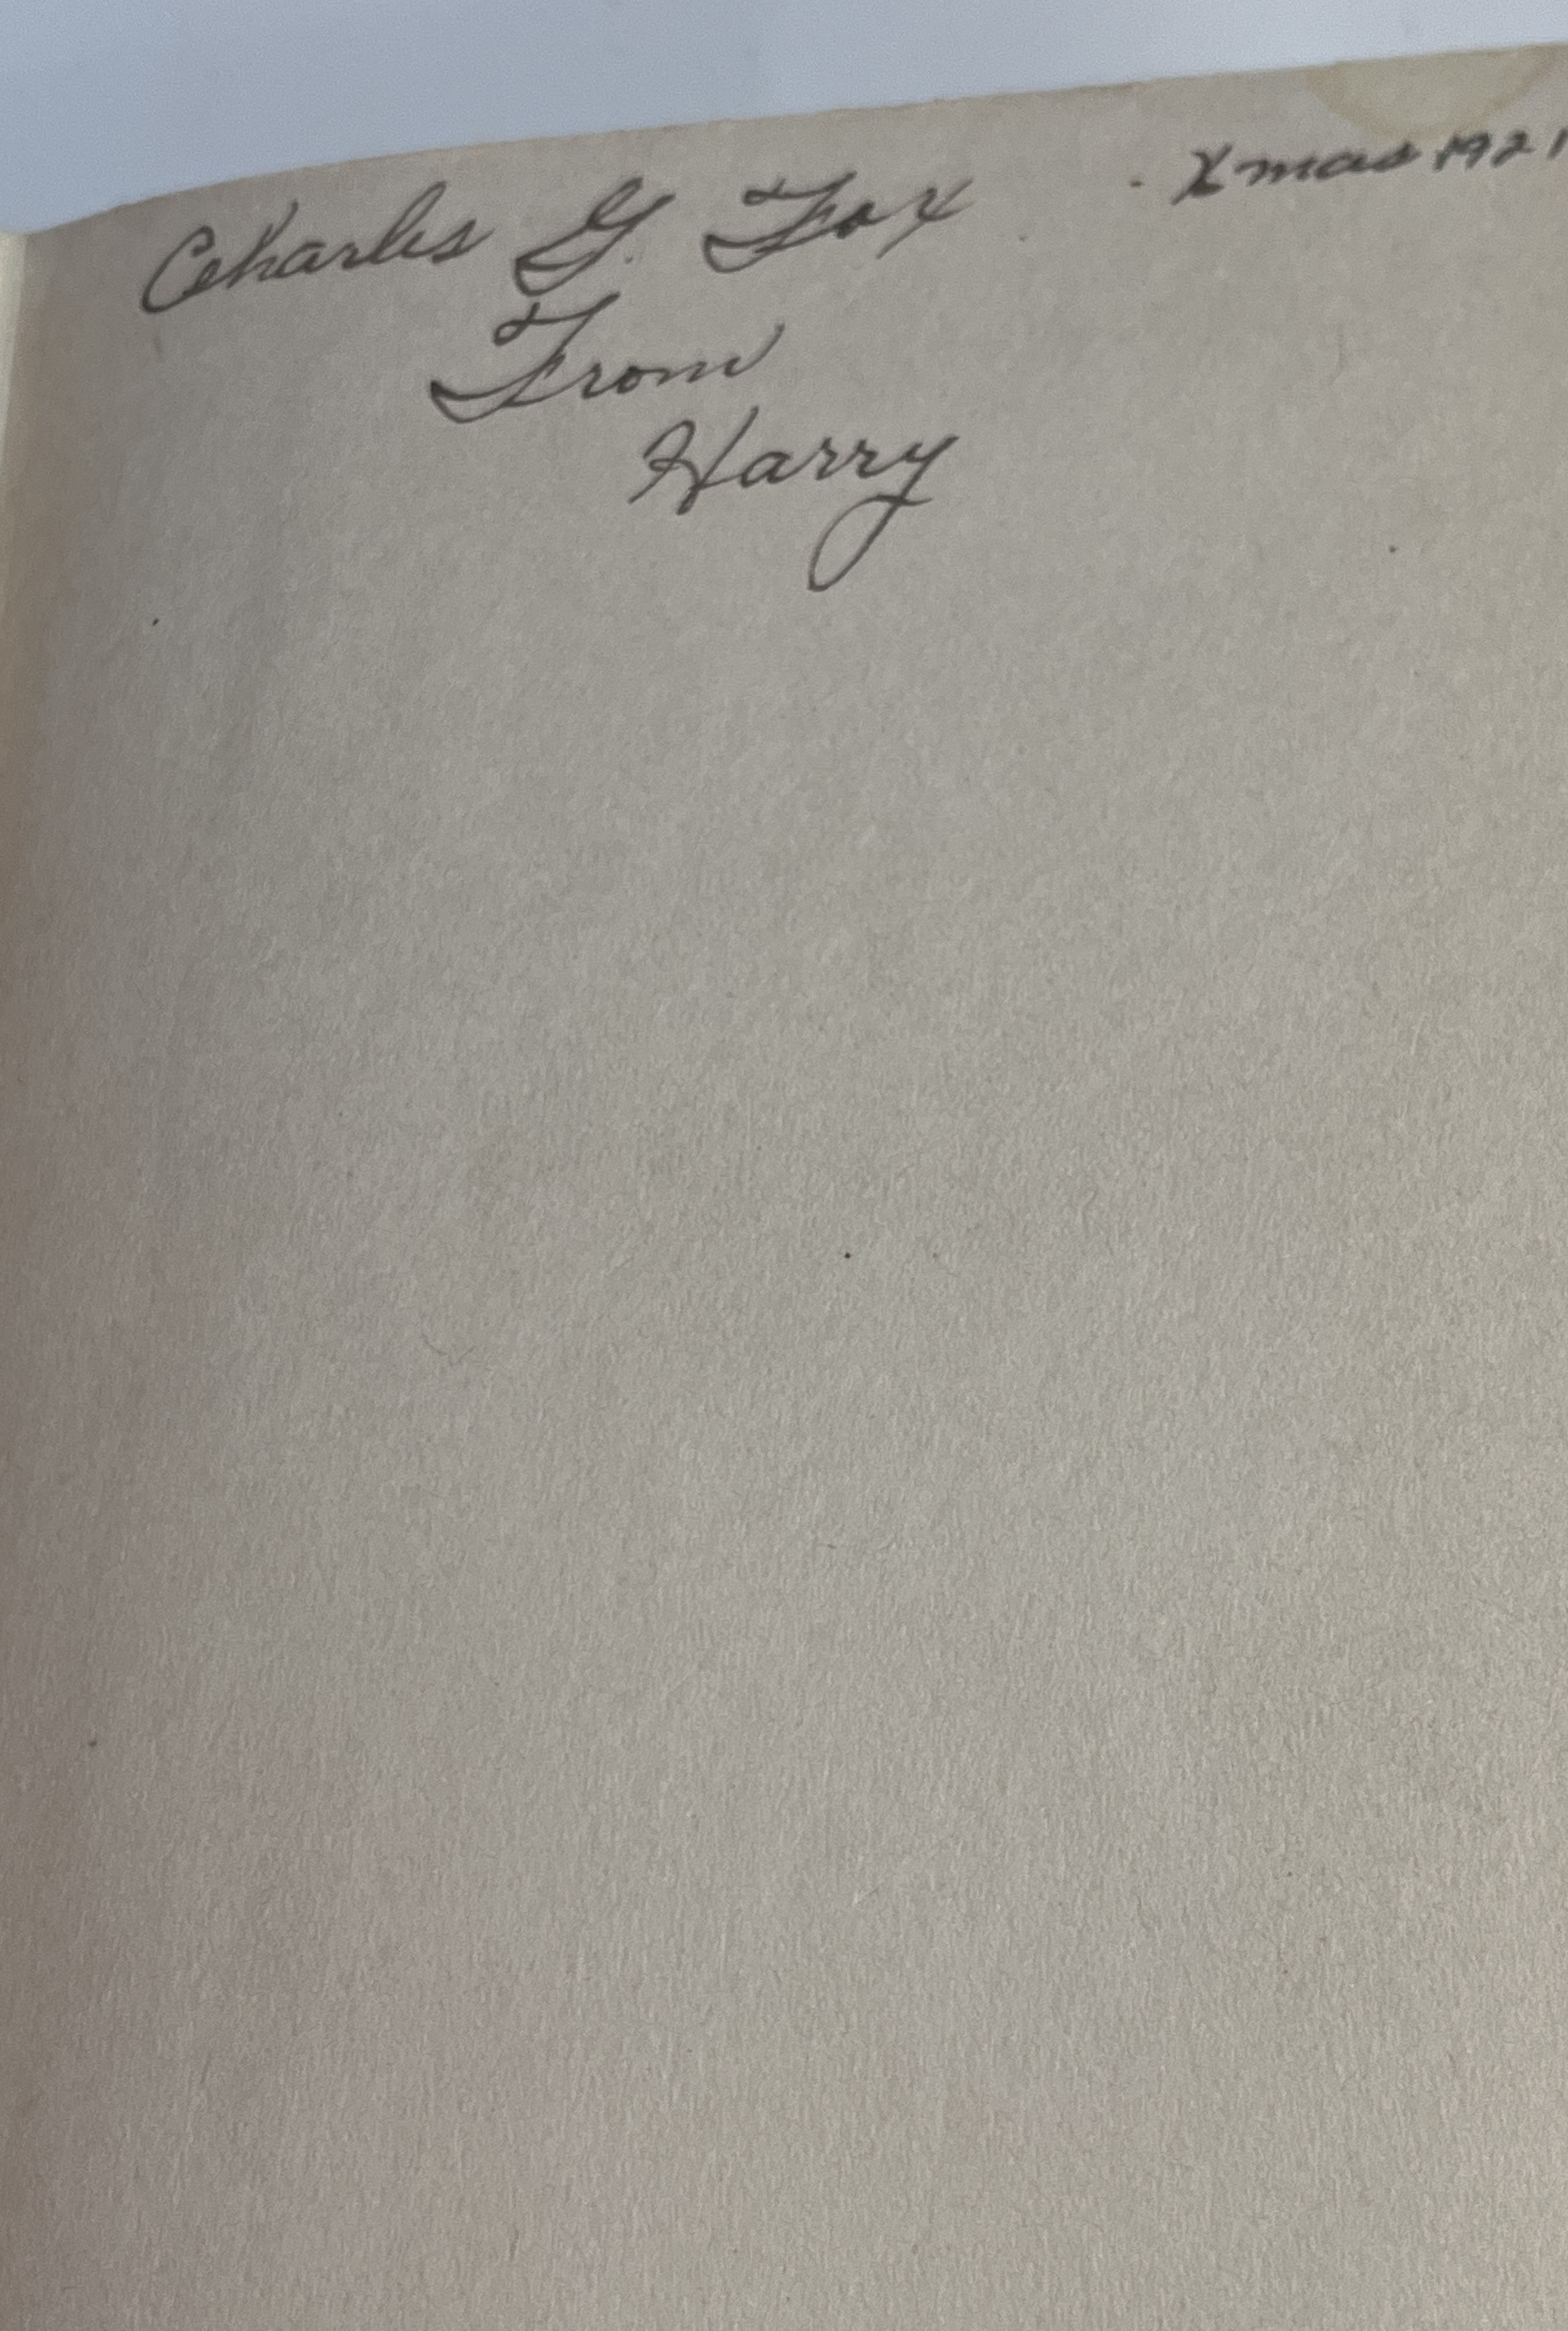 Charles G. Fox
Xmas 1921
From
Harry